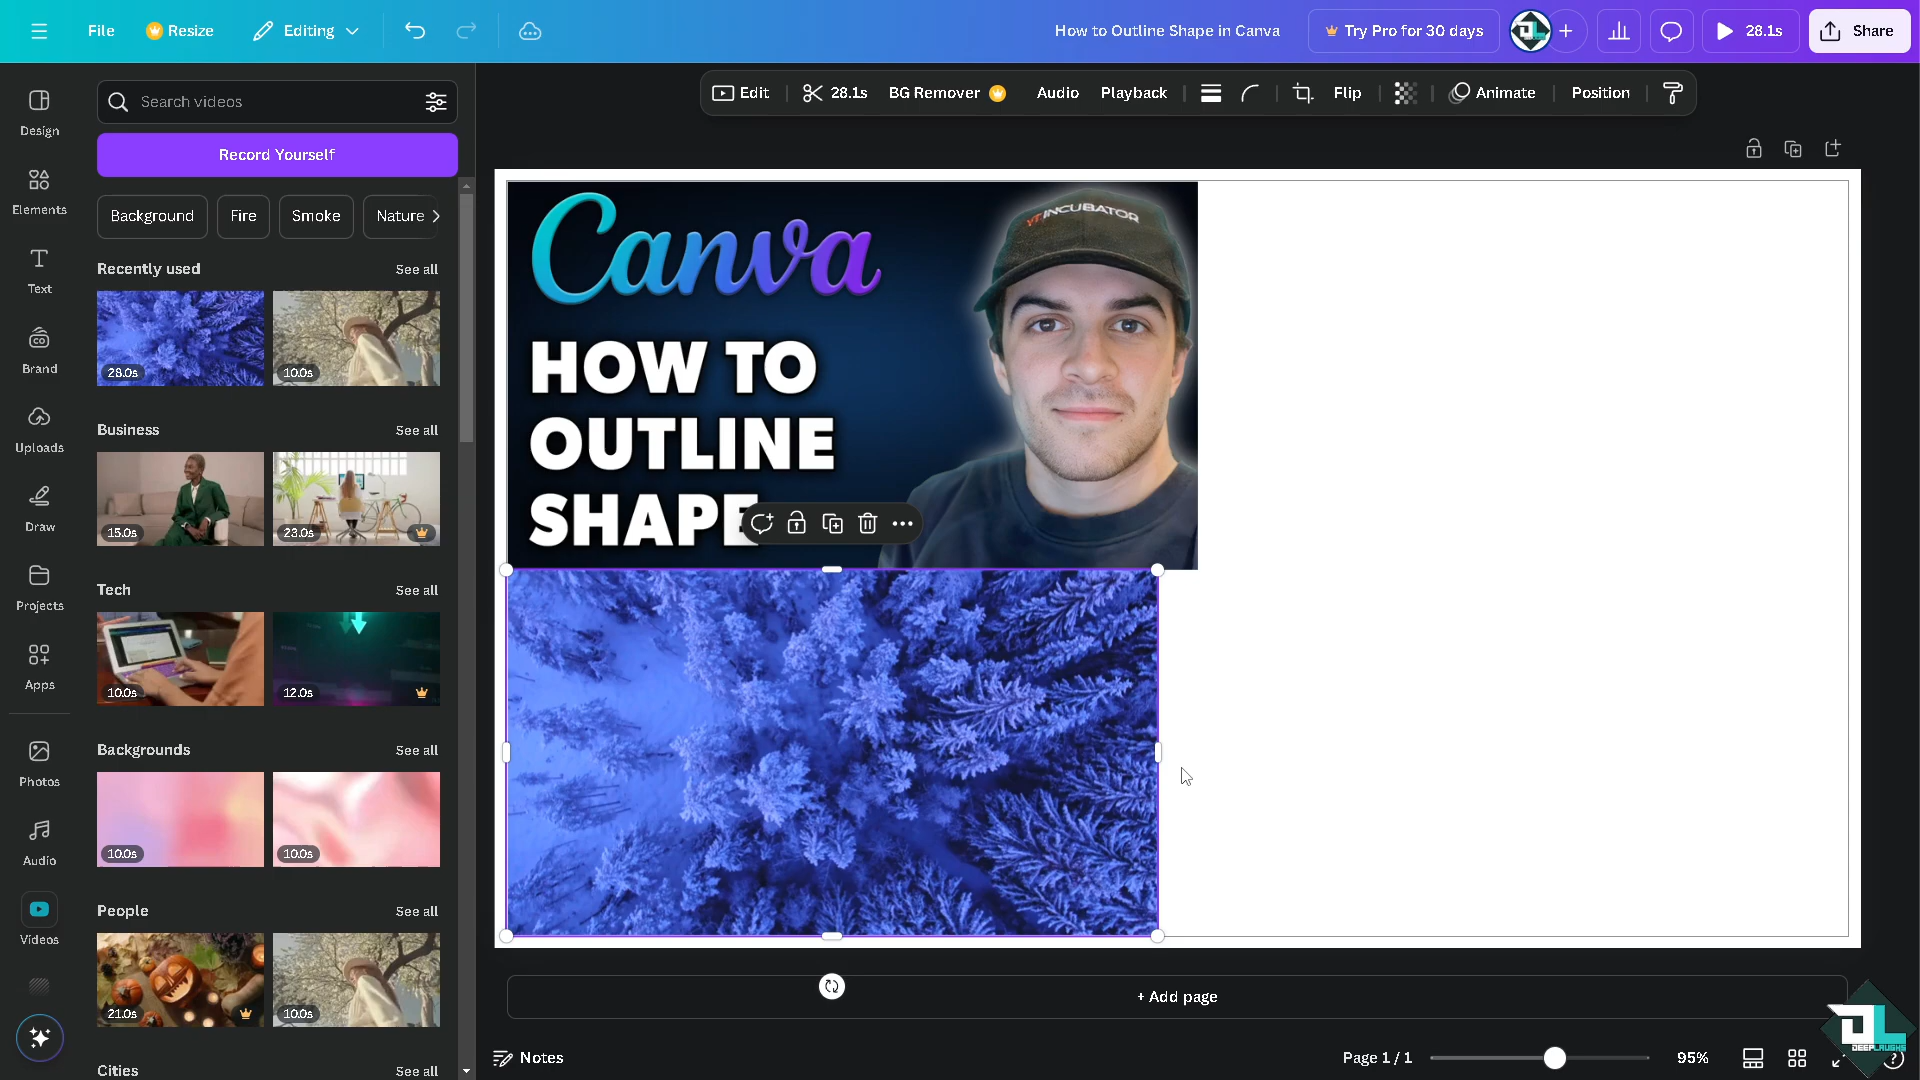 File
Resize
Editing
How to Outline Shape in Canva
Try Pro for 30 days
28.1s
Share
Search videos
Edit
28.1s
BG Remover
Audio
Playback
Flip
Animate
Position
Design
Elements
Text
Brand
Uploads
Draw
Projects
Apps
Photos
Audio
Videos
Record Yourself
Background
Fire
Smoke
Nature
Recently used
See all
28.0s
10.0s
Business
See all
15.0s
23.0s
Tech
See all
10.0s
12.0s
Backgrounds
See all
10.0s
10.0s
People
See all
21.0s
10.0s
Cities
See all
Canva
HOW TO
OUTLINE
SHAPE
YT INCUBATOR
+ Add page
Notes
Page 1 / 1
95%
DL
DEEPLAUGHS